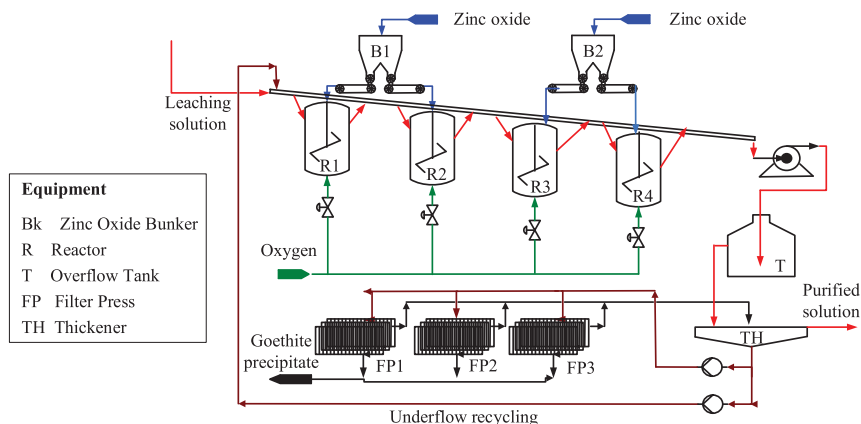 Zinc oxide
Zinc oxide
B1
B2
Leaching
solution
R1
R2
R3
R4
Equipment
Bk Zinc Oxide Bunker
R Reactor
T Overflow Tank
FP Filter Press
TH Thickener
Oxygen
T
Purified
solution
Goethite
precipitate
FP1
FP2
FP3
TH
Underflow recycling